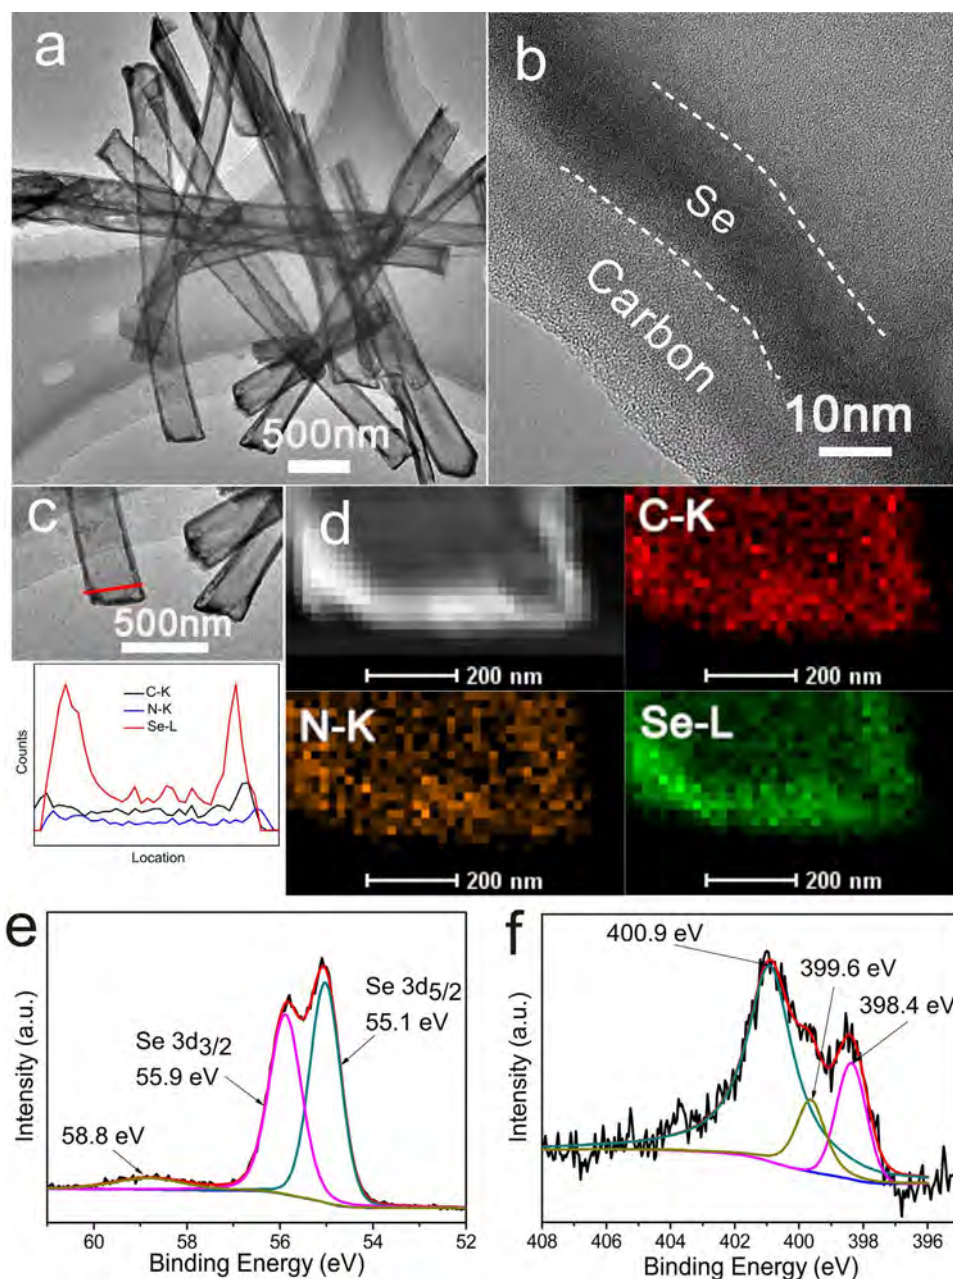 a
500nm
b
Se
Carbon
10nm
c
500nm
C-K
N-K
Se-L
Counts
Location
d
200 nm
C-K
200 nm
N-K
200 nm
Se-L
200 nm
e
Se 3d5/2
55.1 eV
Se 3d3/2
55.9 eV
58.8 eV
Intensity (a.u.)
60 58 56 54 52
Binding Energy (eV)
f
400.9 eV
399.6 eV
398.4 eV
Intensity (a.u.)
408 406 404 402 400 398 396
Binding Energy (eV)